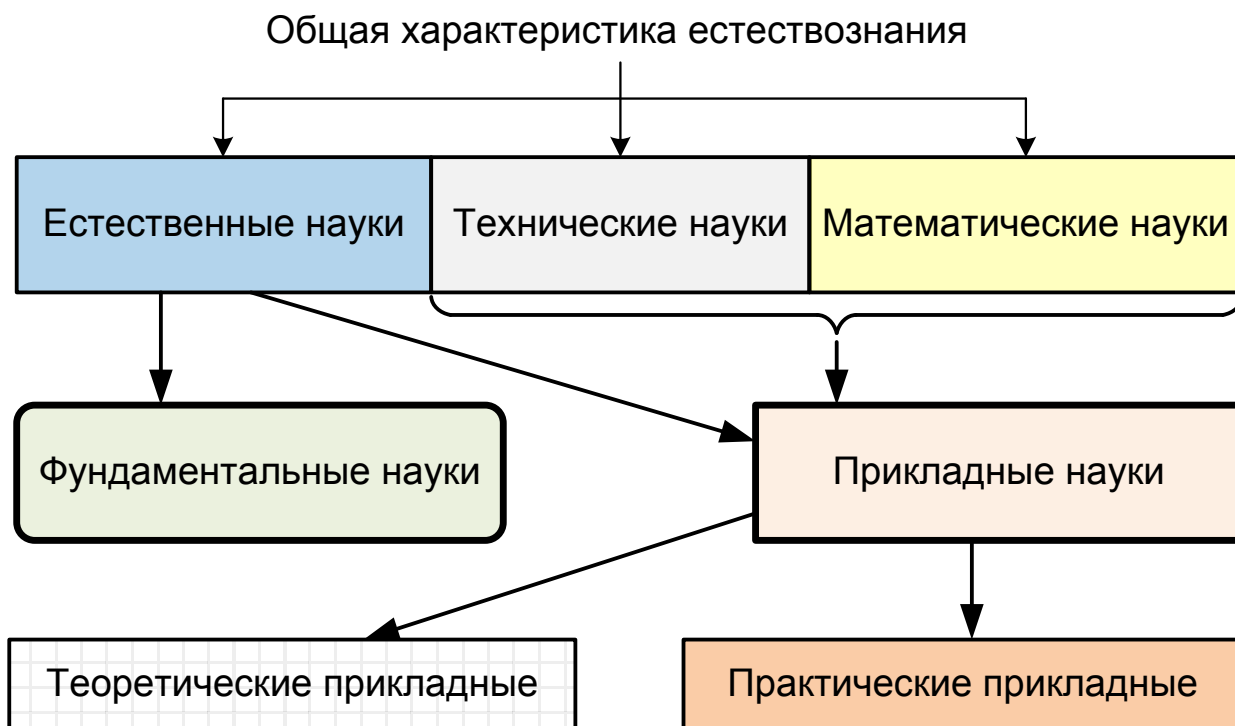 Общая характеристика естествознания
Естественные науки
Технические науки
Математические науки
Фундаментальные науки
Прикладные науки
Теоретические прикладные
Практические прикладные